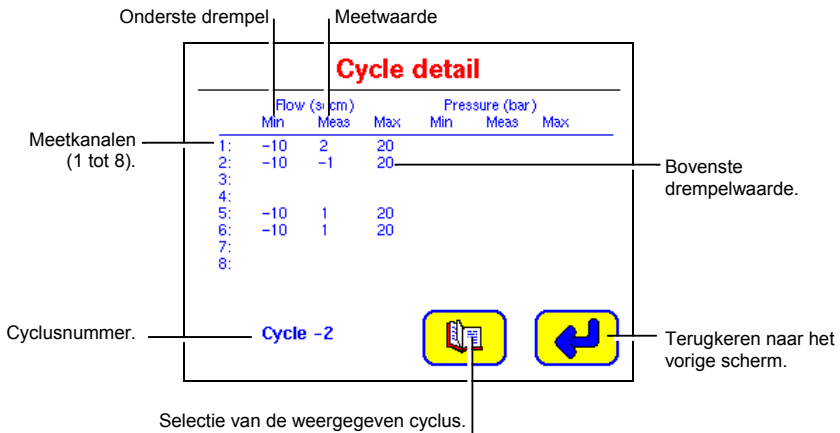 Onderste drempel
Meetwaarde
Cycle detail
Flow (sccm) Pressure (bar)
Min Meas Max Min Meas Max
Meetkanalen
(1 tot 8).
1: -10 2 20
2: -10 -1 20
3:
4:
5: -10 1 20
6: -10 1 20
7:
8:
Bovenste
drempelwaarde.
Cyclusnummer.
Cycle -2
Terugkeren naar het
vorige scherm.
Selectie van de weergegeven cyclus.